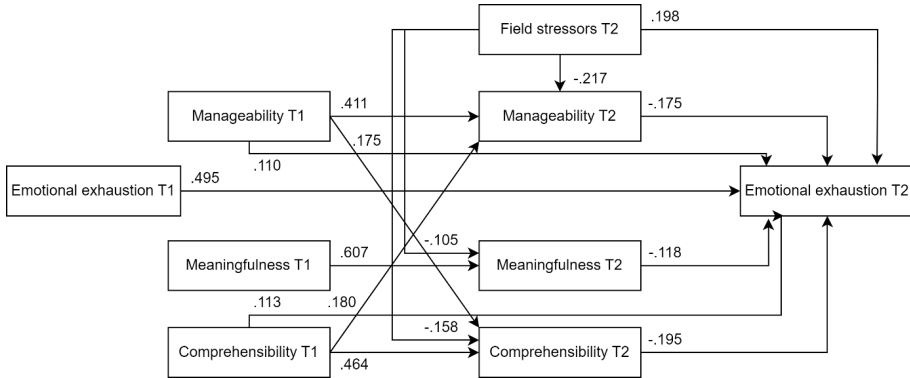 Field stressors T2
.198
-.217
Manageability T1
.411
Manageability T2
-.175
.175
.110
Emotional exhaustion T1
.495
Emotional exhaustion T2
-.105
Meaningfulness T1
.607
Meaningfulness T2
-.118
.113
.180
-.158
Comprehensibility T1
.464
Comprehensibility T2
-.195